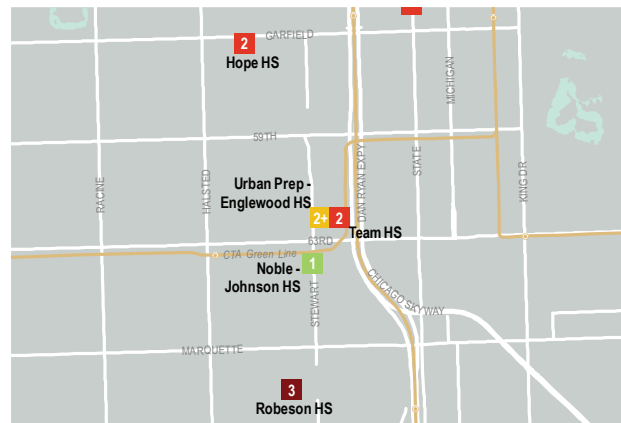 GARFIELD
2
Hope HS
MICHIGAN
59TH
DAN RYAN EXPY
STATE
KING DR
RACINE
HALSTED
Urban Prep -
Englewood HS
2+ 2
Team HS
63RD
CTA Green Line
1
Noble -
Johnson HS
STEWART
CHICAGO SKYWAY
MARQUETTE
3
Robeson HS